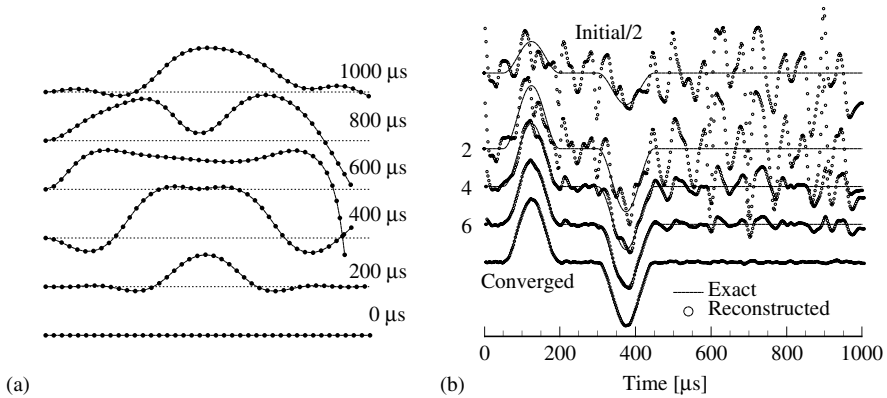 1000 μs
800 μs
600 μs
400 μs
200 μs
0 μs
(a)
Initial/2
2
4
6
Converged
Exact
Reconstructed
0 200 400 600 800 1000
(b)
Time [μs]